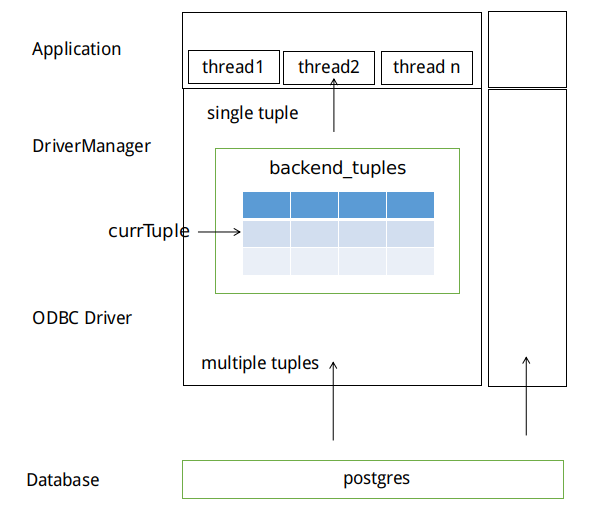 Application
thread1
thread2
thread n
single tuple
DriverManager
backend_tuples
currTuple
ODBC Driver
multiple tuples
Database
postgres